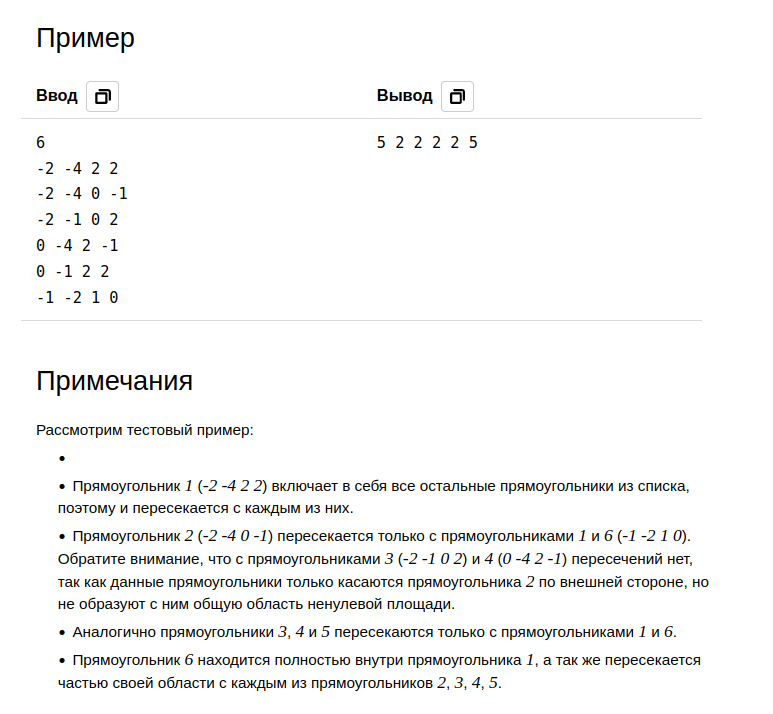 Пример
Ввод Вывод
6 5 2 2 2 2 5
-2 -4 2 2
-2 -4 0 -1
-2 -1 0 2
0 -4 2 -1
0 -1 2 2
-1 -2 1 0
Примечания
Рассмотрим тестовый пример:
•
• Прямоугольник 1 (-2 -4 2 2) включает в себя все остальные прямоугольники из списка,
поэтому и пересекается с каждым из них.
• Прямоугольник 2 (-2 -4 0 -1) пересекается только с прямоугольниками 1 и 6 (-1 -2 1 0).
Обратите внимание, что с прямоугольниками 3 (-2 -1 0 2) и 4 (0 -4 2 -1) пересечений нет,
так как данные прямоугольники только касаются прямоугольника 2 по внешней стороне, но
не образуют с ним общую область ненулевой площади.
• Аналогично прямоугольники 3, 4 и 5 пересекаются только с прямоугольниками 1 и 6.
• Прямоугольник 6 находится полностью внутри прямоугольника 1, а так же пересекается
частью своей области с каждым из прямоугольников 2, 3, 4, 5.